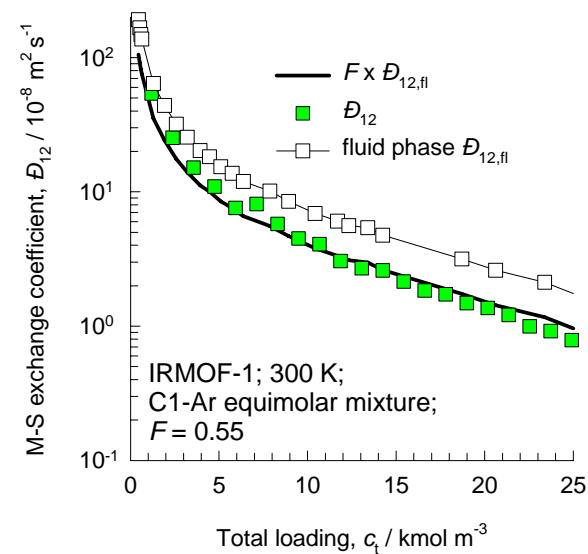 M-S exchange coefficient, Đ₁₂ / 10⁻⁸ m² s⁻¹
10²
10¹
10⁰
10⁻¹
F x Đ₁₂,fl
Đ₁₂
fluid phase Đ₁₂,fl
IRMOF-1; 300 K;
C1-Ar equimolar mixture;
F = 0.55
0 5 10 15 20 25
Total loading, cₜ / kmol m⁻³